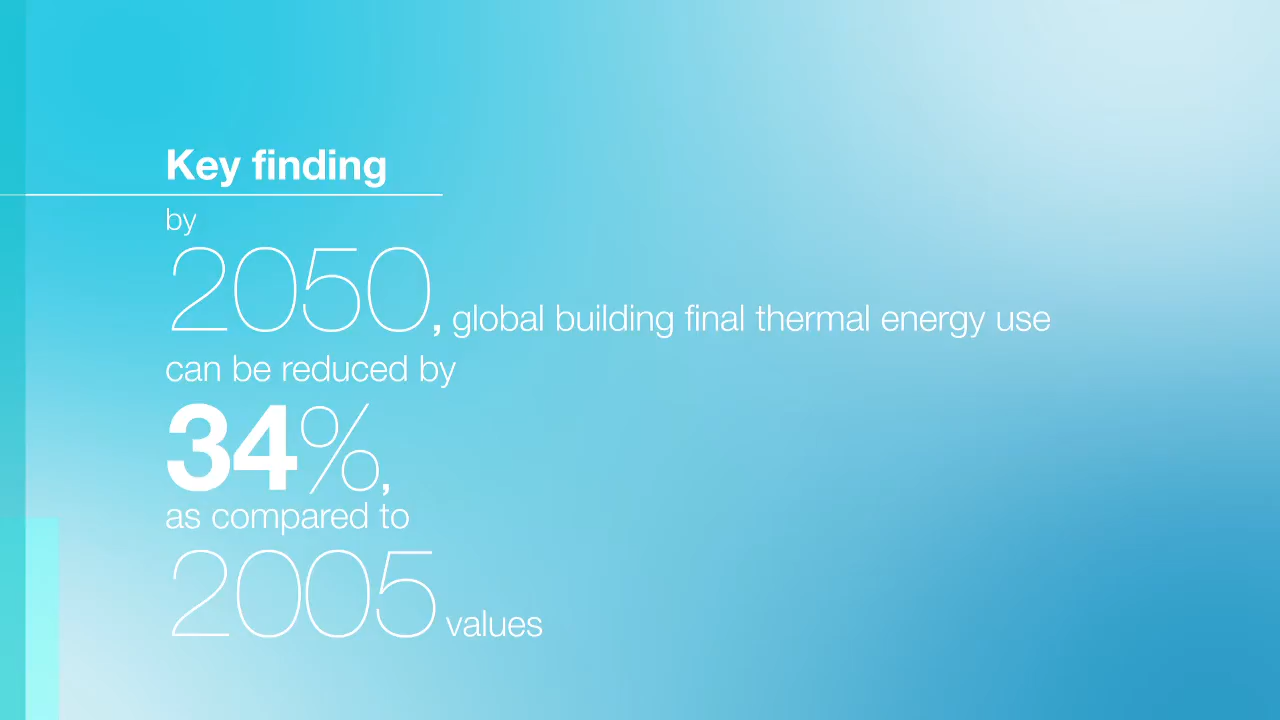 Key finding
by
2050, global building final thermal energy use
can be reduced by
34%,
as compared to
2005 values